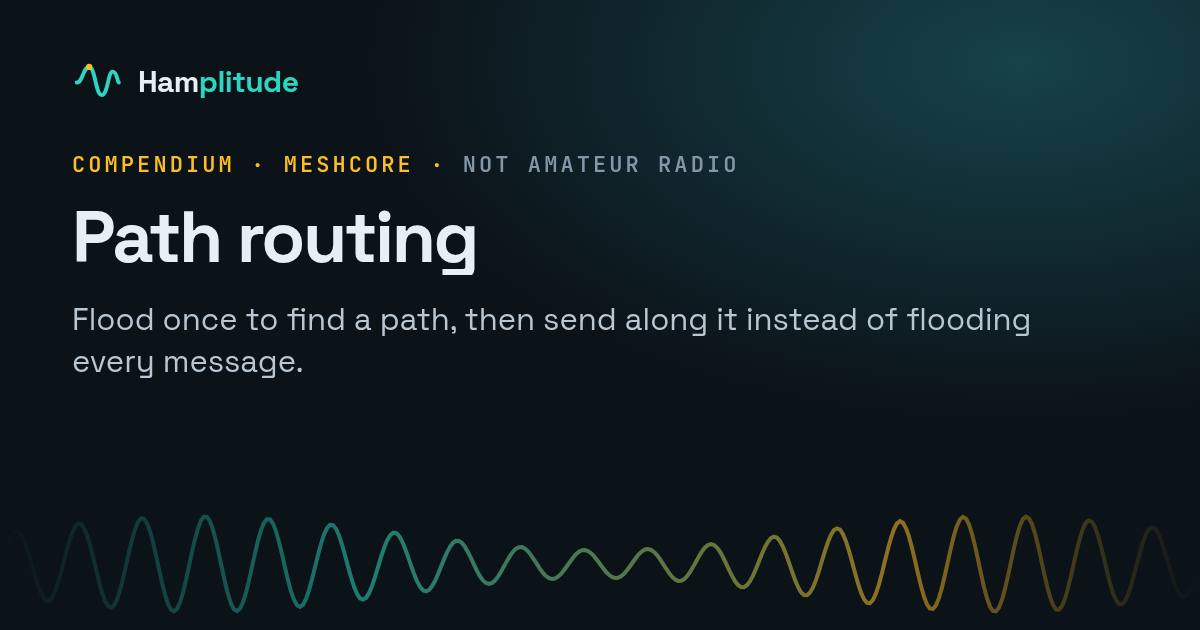 Hamplitude
COMPENDIUM · MESHCORE · NOT AMATEUR RADIO
Path routing
Flood once to find a path, then send along it instead of flooding
every message.